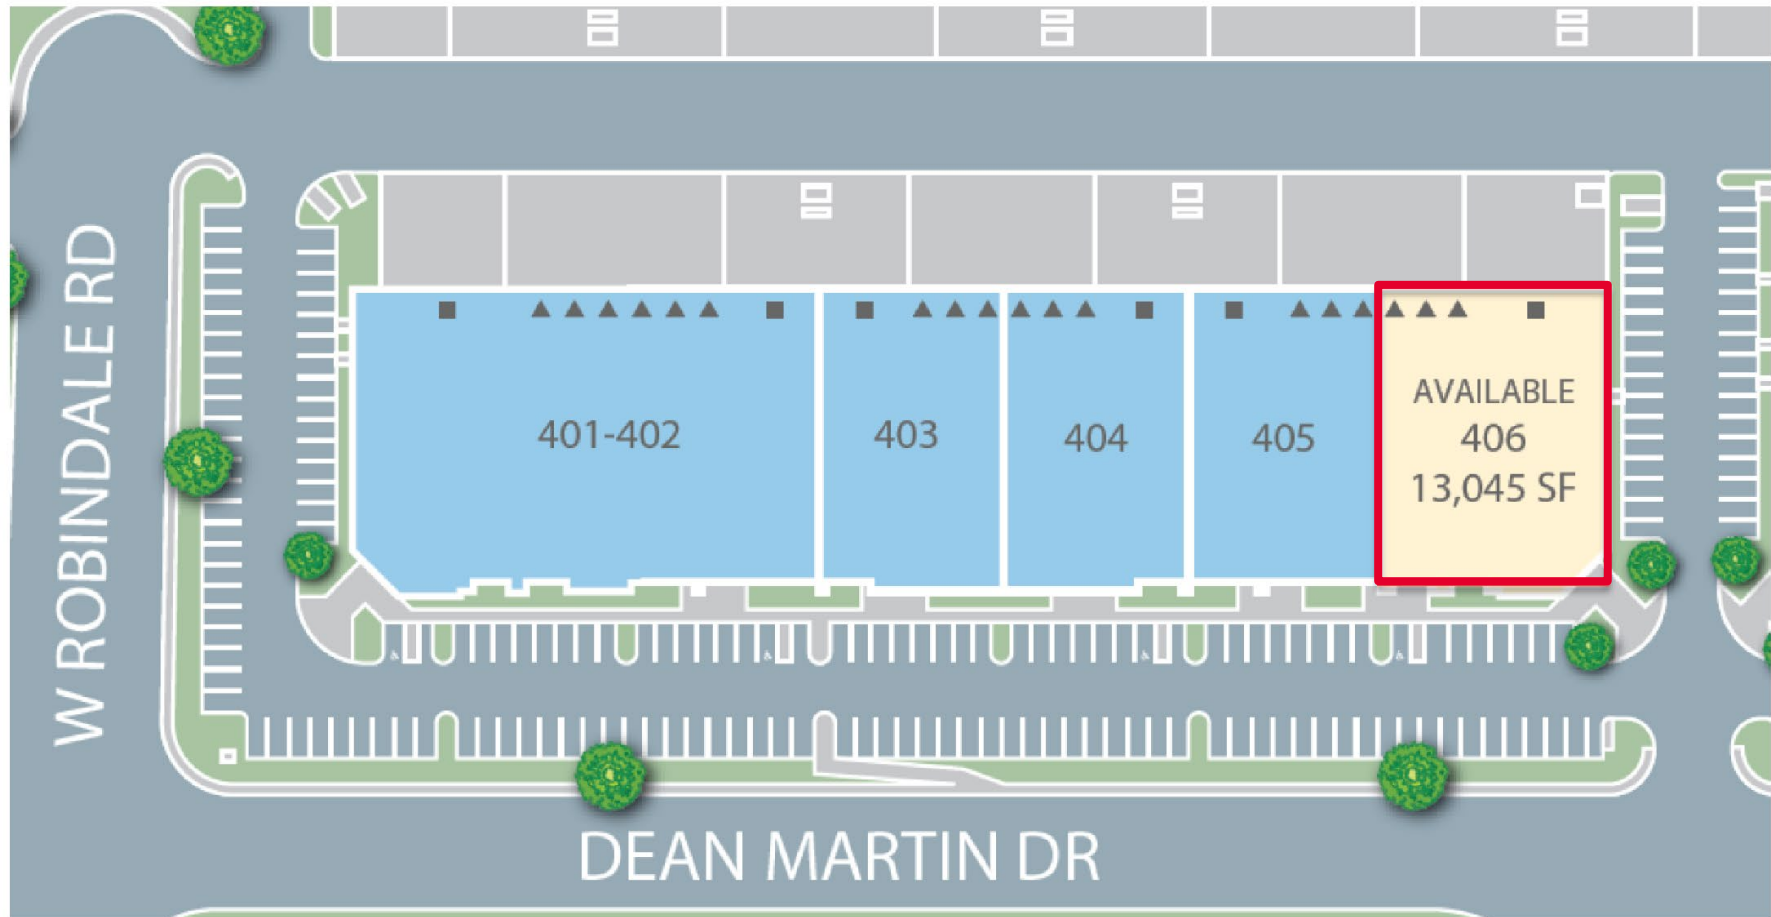 W ROBINDALE RD
401-402
403
404
405
AVAILABLE
406
13,045 SF
DEAN MARTIN DR